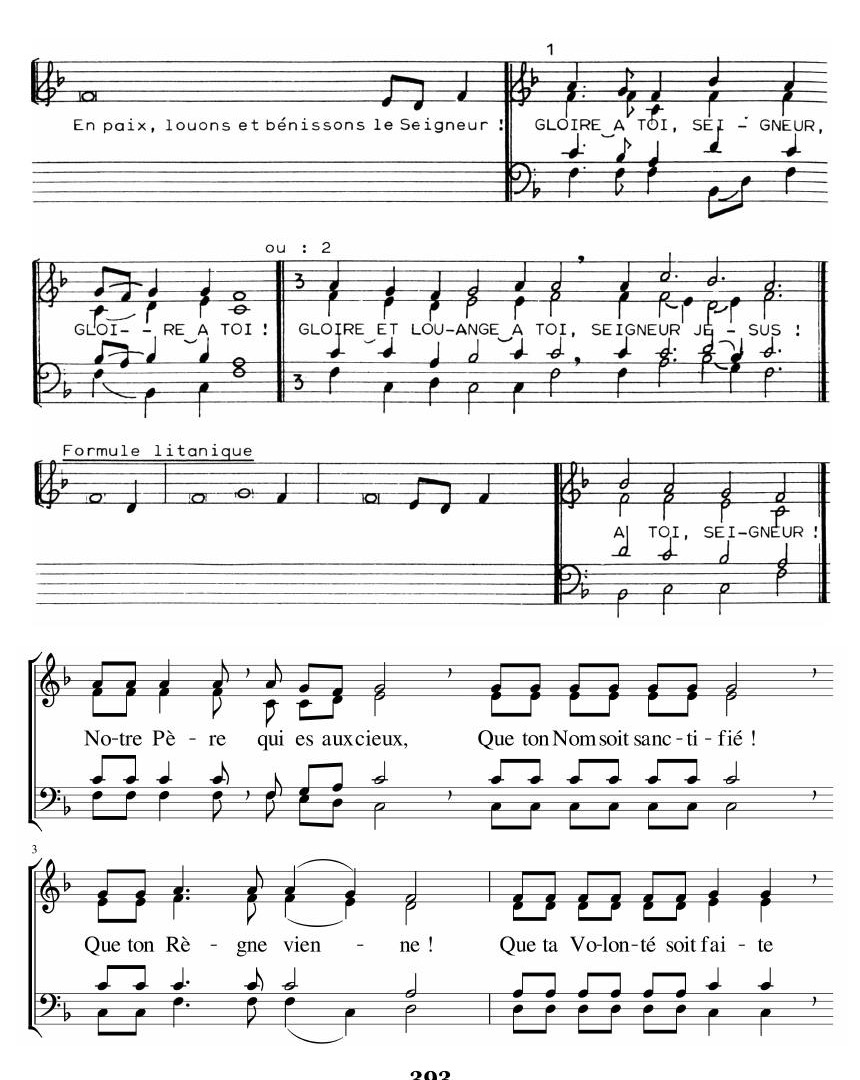 1
En paix, louons et bénissons le Seigneur ! GLOIRE A TOI, SEI - GNEUR,
ou : 2
3
GLOI-- RE A TOI ! GLOIRE ET LOU-ANGE A TOI, SEIGNEUR JE - SUS !
3
Formule litanique
A TOI, SEI-GNEUR !
No-tre Pè - re qui es aux cieux, Que ton Nom soit sanc-ti-fié !
3
Que ton Rè - gne vien - ne ! Que ta Vo-lon-té soit fai - te
393